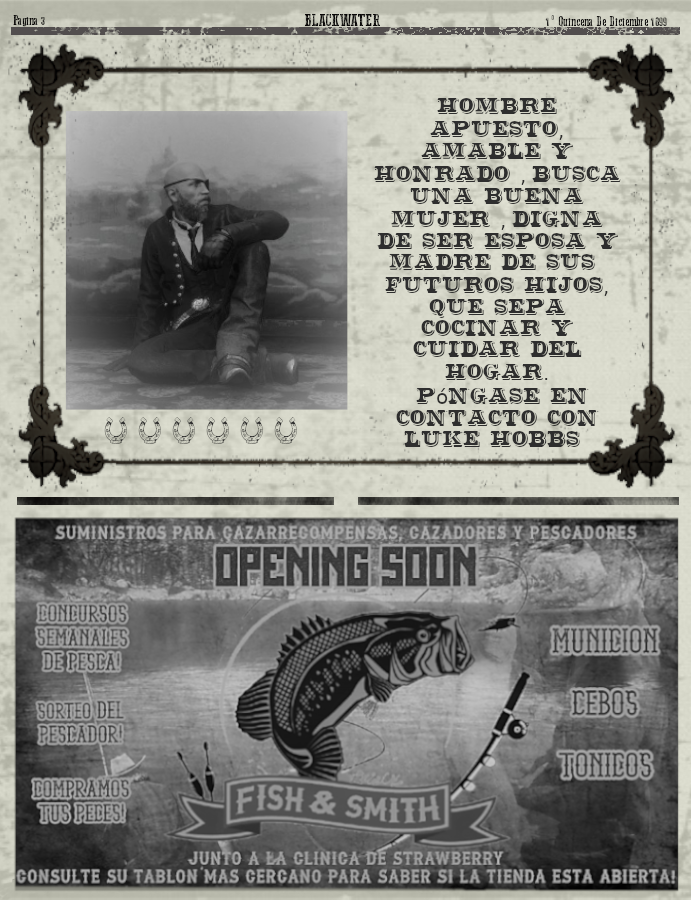 Pagina 3
BLACKWATER
1ª Quincena De Diciembre 1899
HOMBRE
APUESTO,
AMABLE Y
HONRADO , BUSCA
UNA BUENA
MUJER , DIGNA
DE SER ESPOSA Y
MADRE DE SUS
FUTUROS HIJOS,
QUE SEPA
COCINAR Y
CUIDAR DEL
HOGAR.
PóNGASE EN
CONTACTO CON
LUKE HOBBS
SUMINISTROS PARA CAZARRECOMPENSAS, CAZADORES Y PESCADORES
OPENING SOON
CONCURSOS
SEMANALES
DE PESCA!
SORTEO DEL
PESCADOR!
COMPRAMOS
TUS PECES!
MUNICION
CEBOS
TONICOS
FISH & SMITH
JUNTO A LA CLINICA DE STRAWBERRY
CONSULTE SU TABLON MAS CERCANO PARA SABER SI LA TIENDA ESTA ABIERTA!